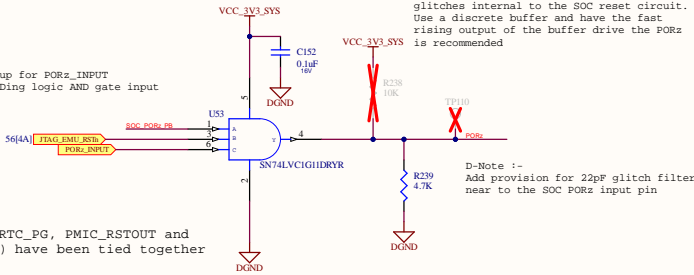 glitches internal to the SOC reset circuit.
Use a discrete buffer and have the fast
rising output of the buffer drive the PORz
is recommended
VCC_3V3_SYS
VCC_3V3_SYS
C152
0.1uF
16V
DGND
R238
10K
TP110
up for PORz_INPUT
Ding logic AND gate input
U53
5
SOC_PORz_PB
1
A
56[4A]
JTAG_EMU_RSTn
3
B
Y
4
PORz
PORz_INPUT
6
C
SN74LVC1G11DRYR
2
R239
4.7K
D-Note :-
Add provision for 22pF glitch filter
near to the SOC PORz input pin
RTC_PG, PMIC_RSTOUT and
) have been tied together
DGND
DGND